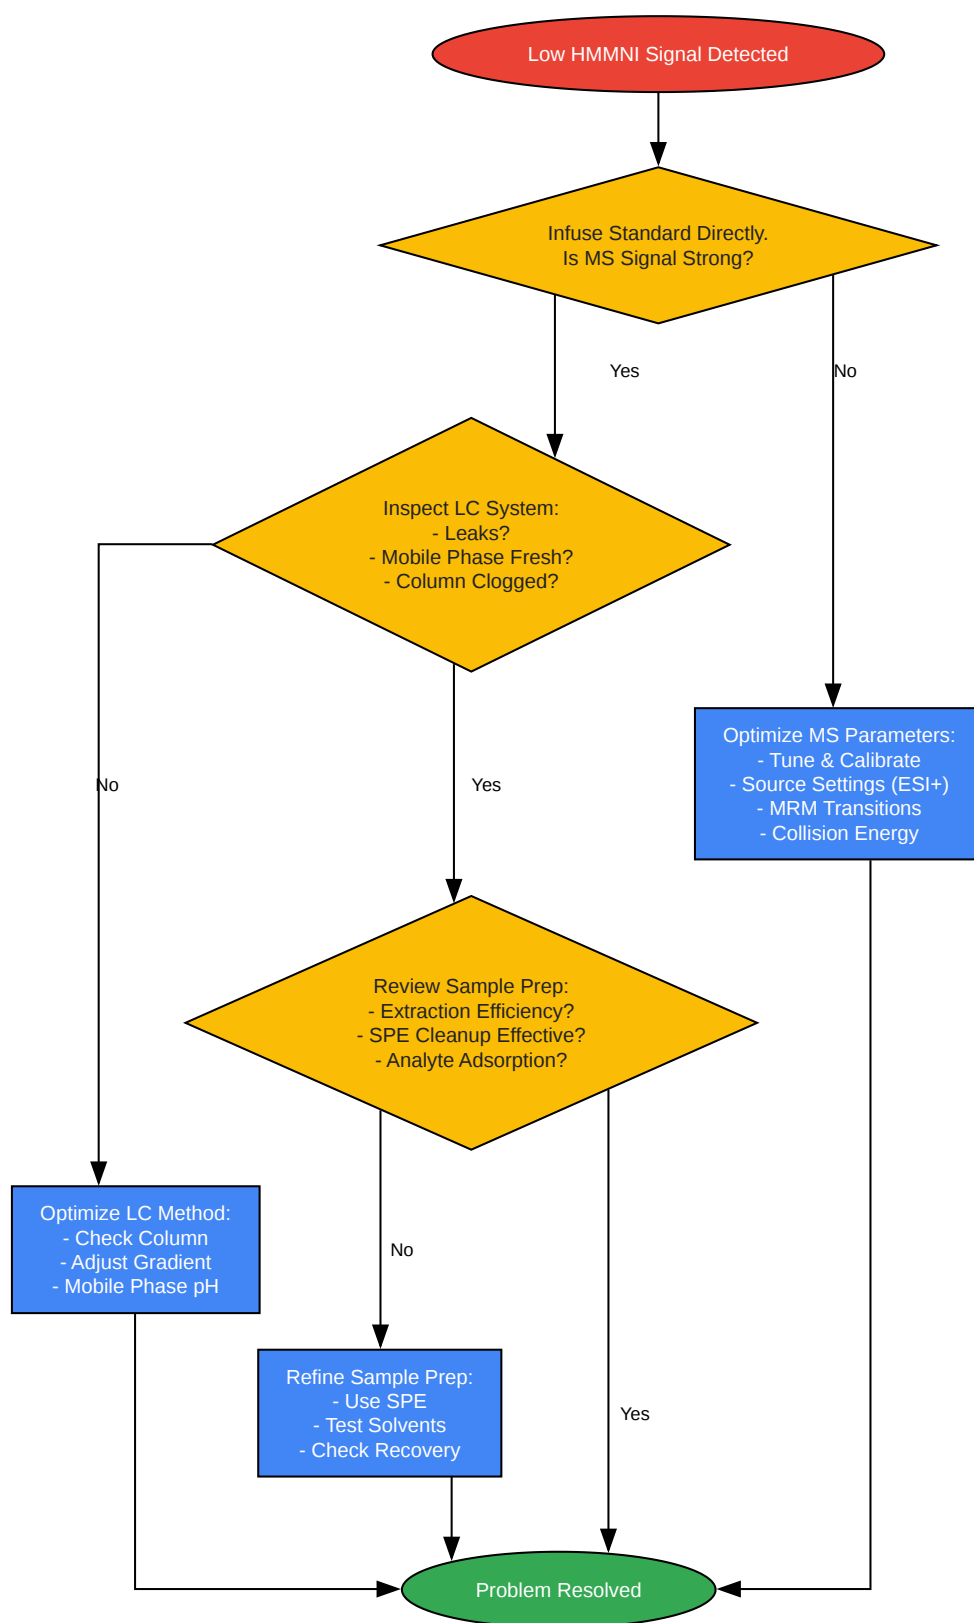 Low HMMNI Signal Detected
Infuse Standard Directly.
Is MS Signal Strong?
Yes
No
Inspect LC System:
- Leaks?
- Mobile Phase Fresh?
- Column Clogged?
No
Yes
Optimize MS Parameters:
- Tune & Calibrate
- Source Settings (ESI+)
- MRM Transitions
- Collision Energy
Review Sample Prep:
- Extraction Efficiency?
- SPE Cleanup Effective?
- Analyte Adsorption?
Optimize LC Method:
- Check Column
- Adjust Gradient
- Mobile Phase pH
No
Refine Sample Prep:
- Use SPE
- Test Solvents
- Check Recovery
Yes
Problem Resolved